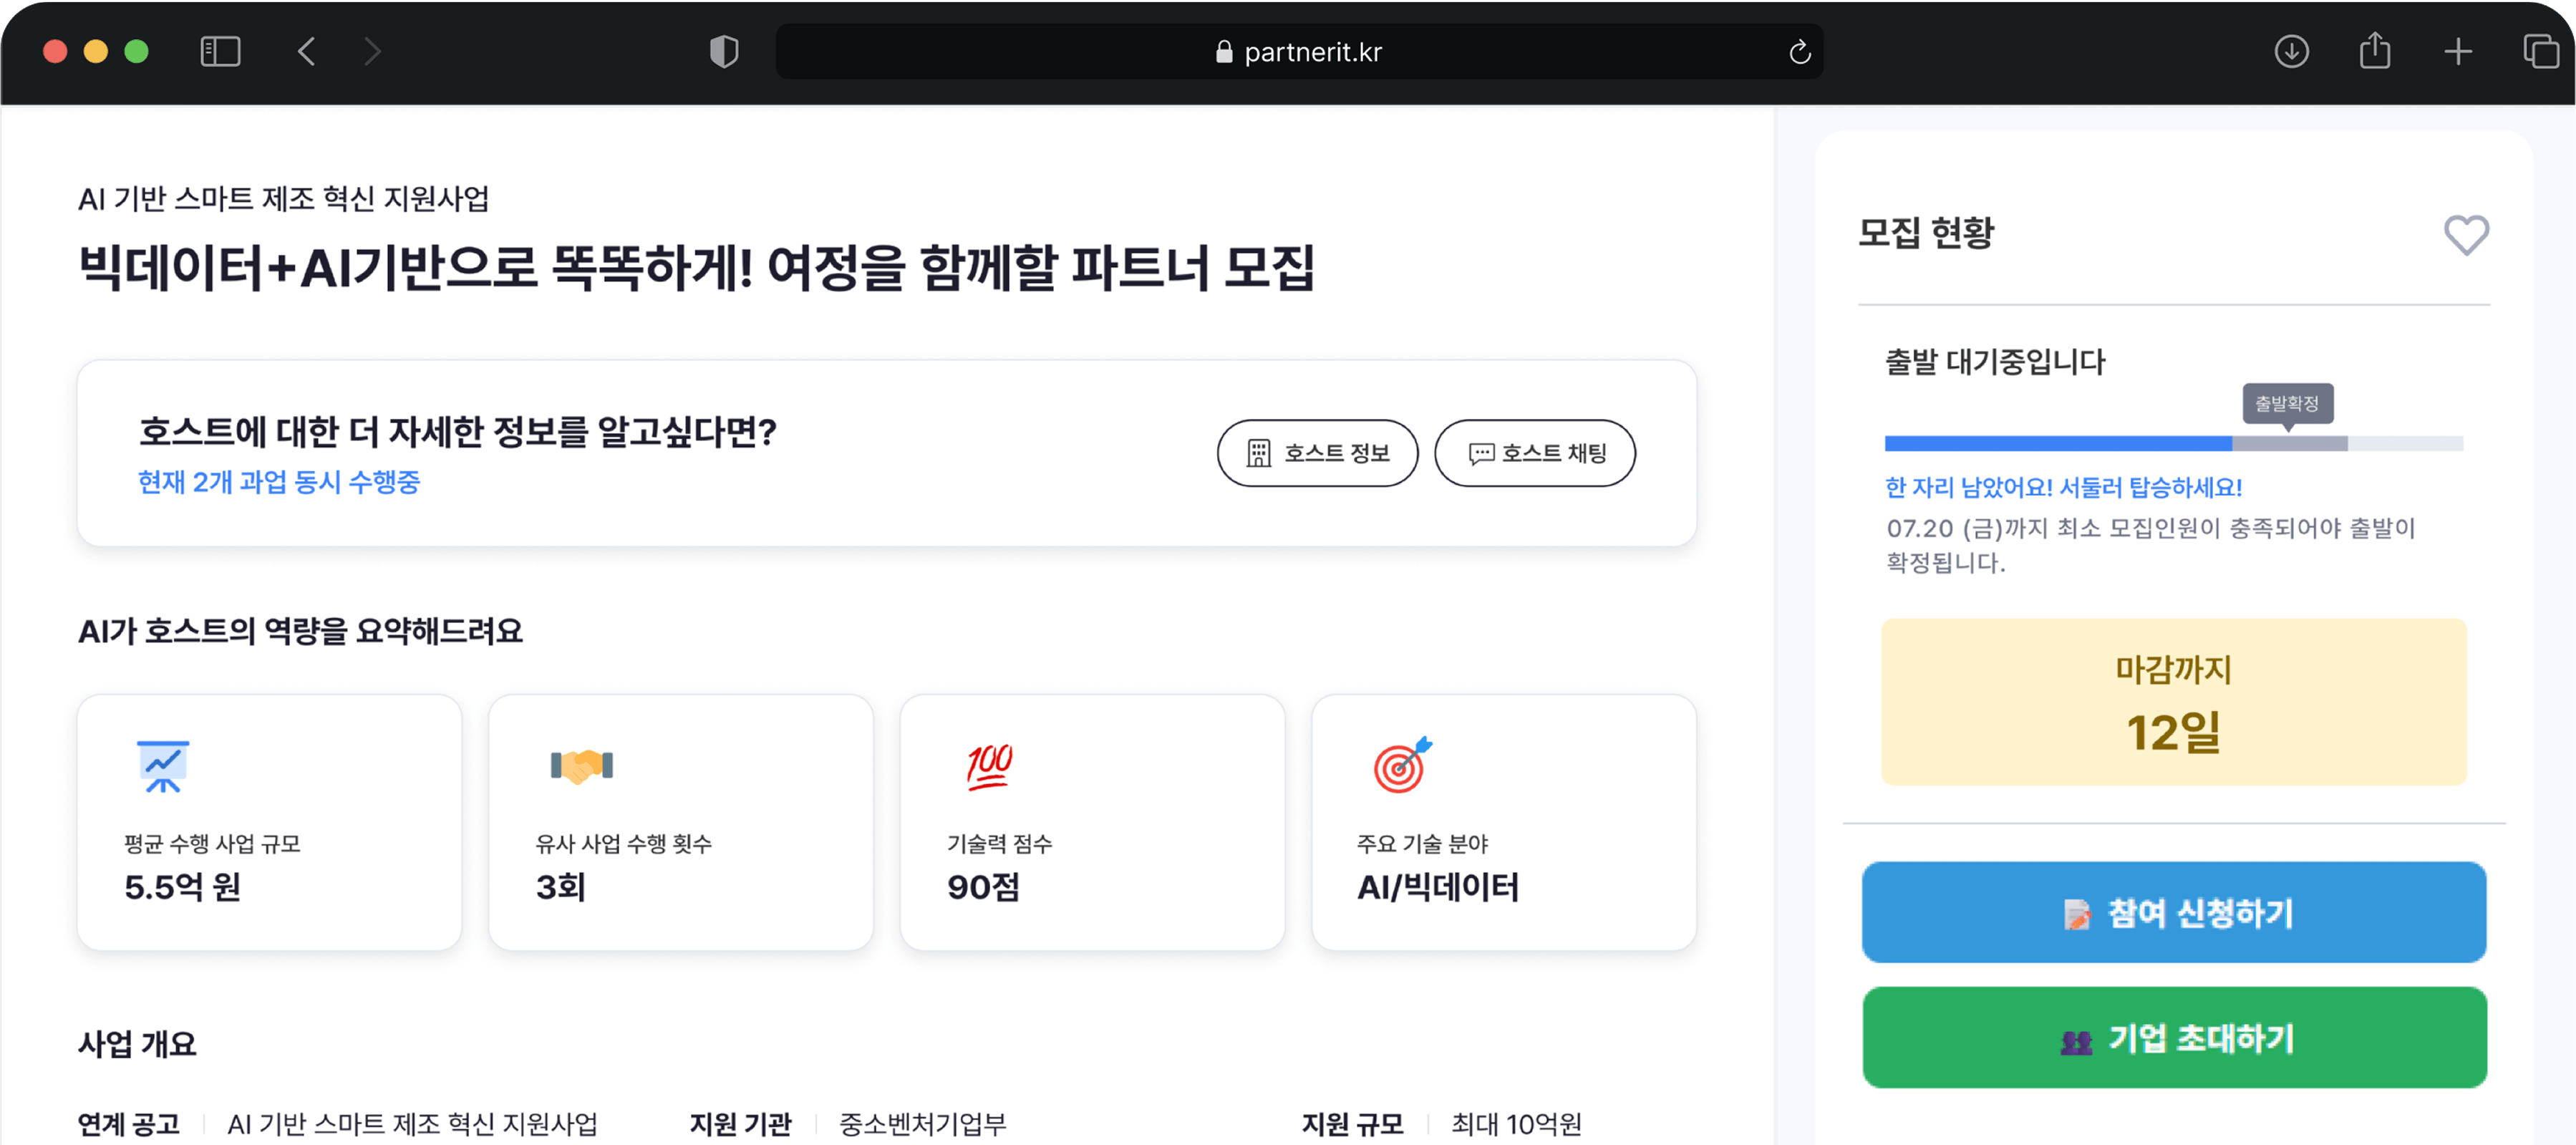 partnerit.kr
AI 기반 스마트 제조 혁신 지원사업
빅데이터+AI기반으로 똑똑하게! 여정을 함께할 파트너 모집
호스트에 대한 더 자세한 정보를 알고싶다면?
현재 2개 과업 동시 수행중
호스트 정보
호스트 채팅
AI가 호스트의 역량을 요약해드려요
평균 수행 사업 규모
5.5억 원
유사 사업 수행 횟수
3회
100
기술력 점수
90점
주요 기술 분야
AI/빅데이터
사업 개요
연계 공고 AI 기반 스마트 제조 혁신 지원사업
지원 기관 중소벤처기업부
지원 규모 최대 10억원
모집 현황
출발 대기중입니다
출발확정
한 자리 남았어요! 서둘러 탑승하세요!
07.20 (금)까지 최소 모집인원이 충족되어야 출발이
확정됩니다.
마감까지
12일
참여 신청하기
기업 초대하기